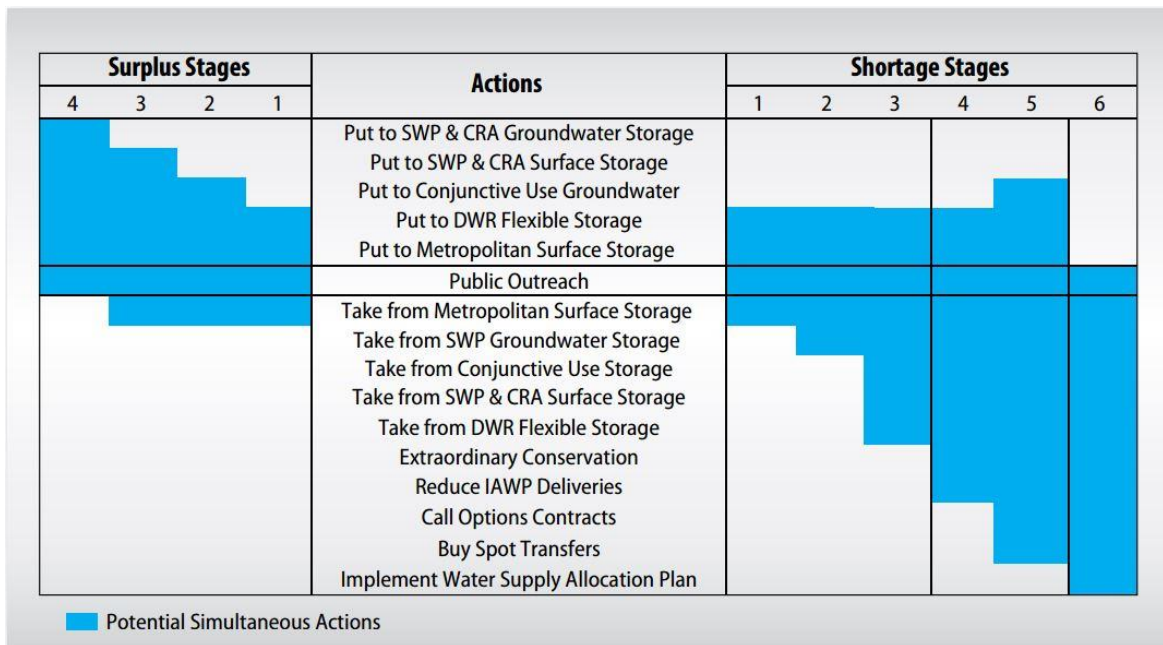 Surplus Stages
Actions
Shortage Stages
4 3 2 1
1 2 3 4 5 6
Put to SWP & CRA Groundwater Storage
Put to SWP & CRA Surface Storage
Put to Conjunctive Use Groundwater
Put to DWR Flexible Storage
Put to Metropolitan Surface Storage
Public Outreach
Take from Metropolitan Surface Storage
Take from SWP Groundwater Storage
Take from Conjunctive Use Storage
Take from SWP & CRA Surface Storage
Take from DWR Flexible Storage
Extraordinary Conservation
Reduce IAWP Deliveries
Call Options Contracts
Buy Spot Transfers
Implement Water Supply Allocation Plan
Potential Simultaneous Actions